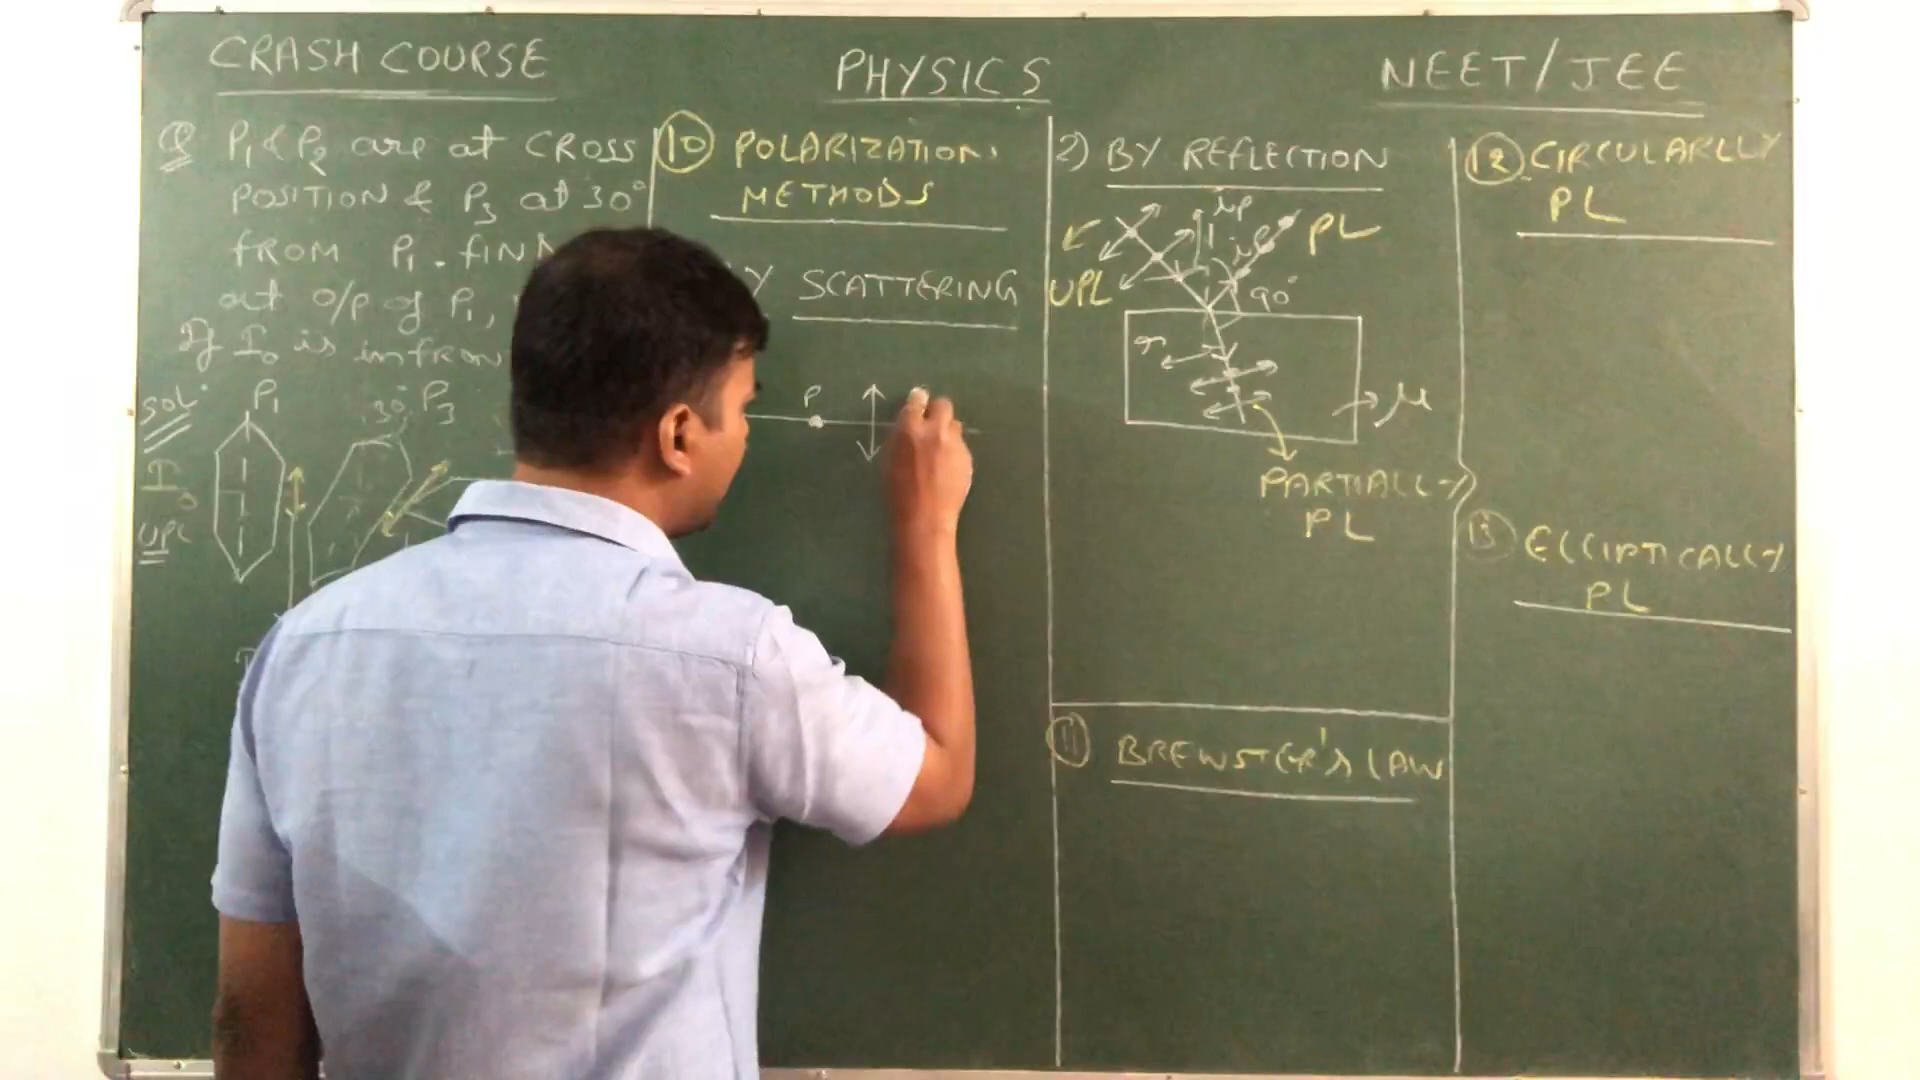 CRASH COURSE
PHYSICS
NEET/JEE
Q P1 & P2 are at CROSS
POSITION & P3 at 30°
FROM P1. FIND
at O/P of P1,
If I0 is infron
SOL
P1
30° P3
I0
UPL
10 POLARIZATION
METHODS
Y SCATTERING
P
2) BY REFLECTION
ip
PL
UPL
90°
r
μ
PARTIALLY
PL
11 BREWSTER'S LAW
12 CIRCULARLLY
PL
13 ELLIPTICALLY
PL